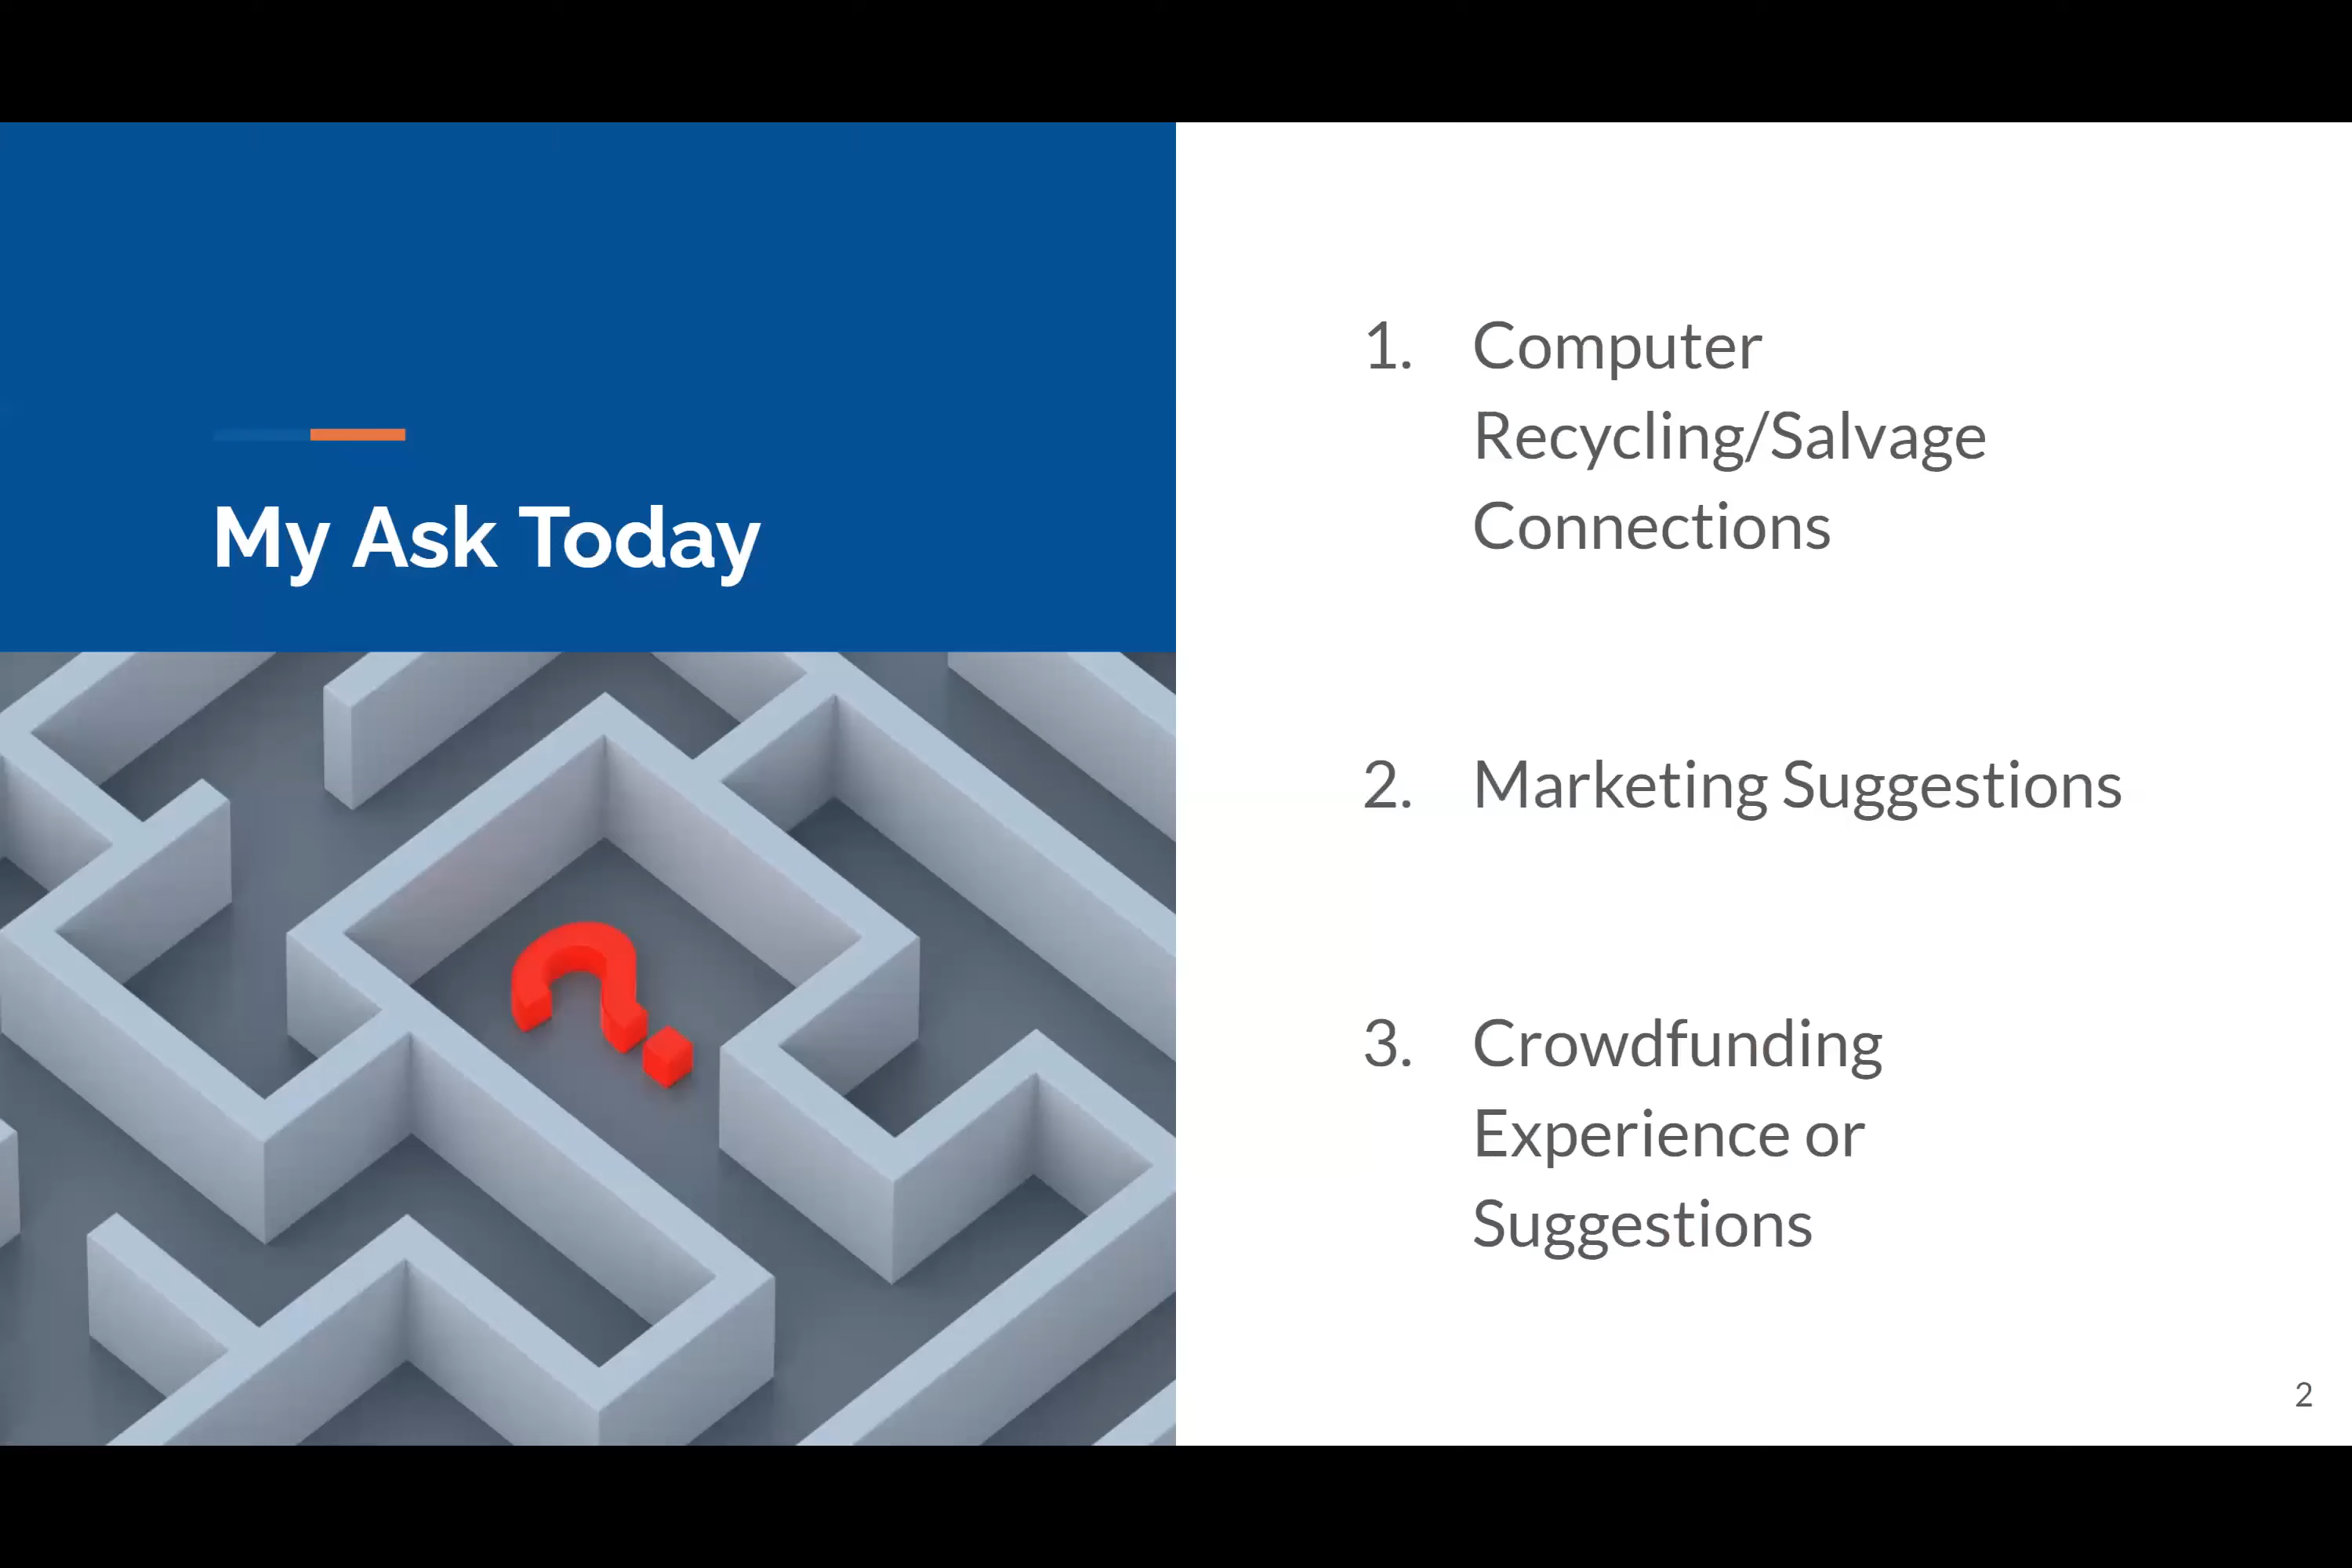 My Ask Today
1. Computer
Recycling/Salvage
Connections
2. Marketing Suggestions
3. Crowdfunding
Experience or
Suggestions
2